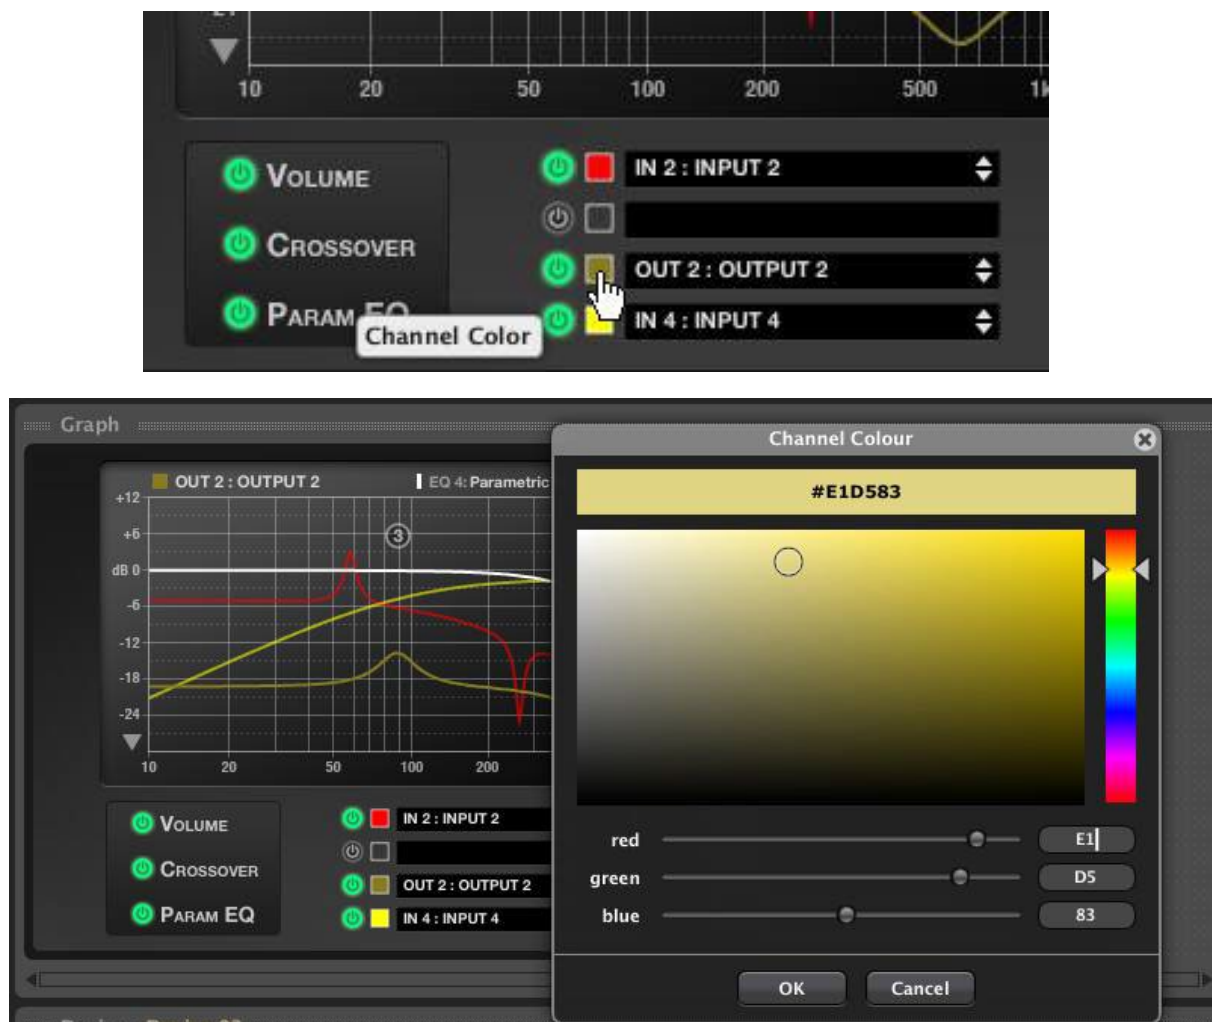 10 20 50 100 200 500
VOLUME
CROSSOVER
PARAM EQ
IN 2 : INPUT 2
OUT 2 : OUTPUT 2
IN 4 : INPUT 4
Channel Color
Graph
OUT 2 : OUTPUT 2 EQ 4: Parametric
+12
+6
dB 0
-6
-12
-18
-24
3
10 20 50 100 200
VOLUME
CROSSOVER
PARAM EQ
IN 2 : INPUT 2
OUT 2 : OUTPUT 2
IN 4 : INPUT 4
Channel Colour
#E1D583
red E1
green D5
blue 83
OK Cancel